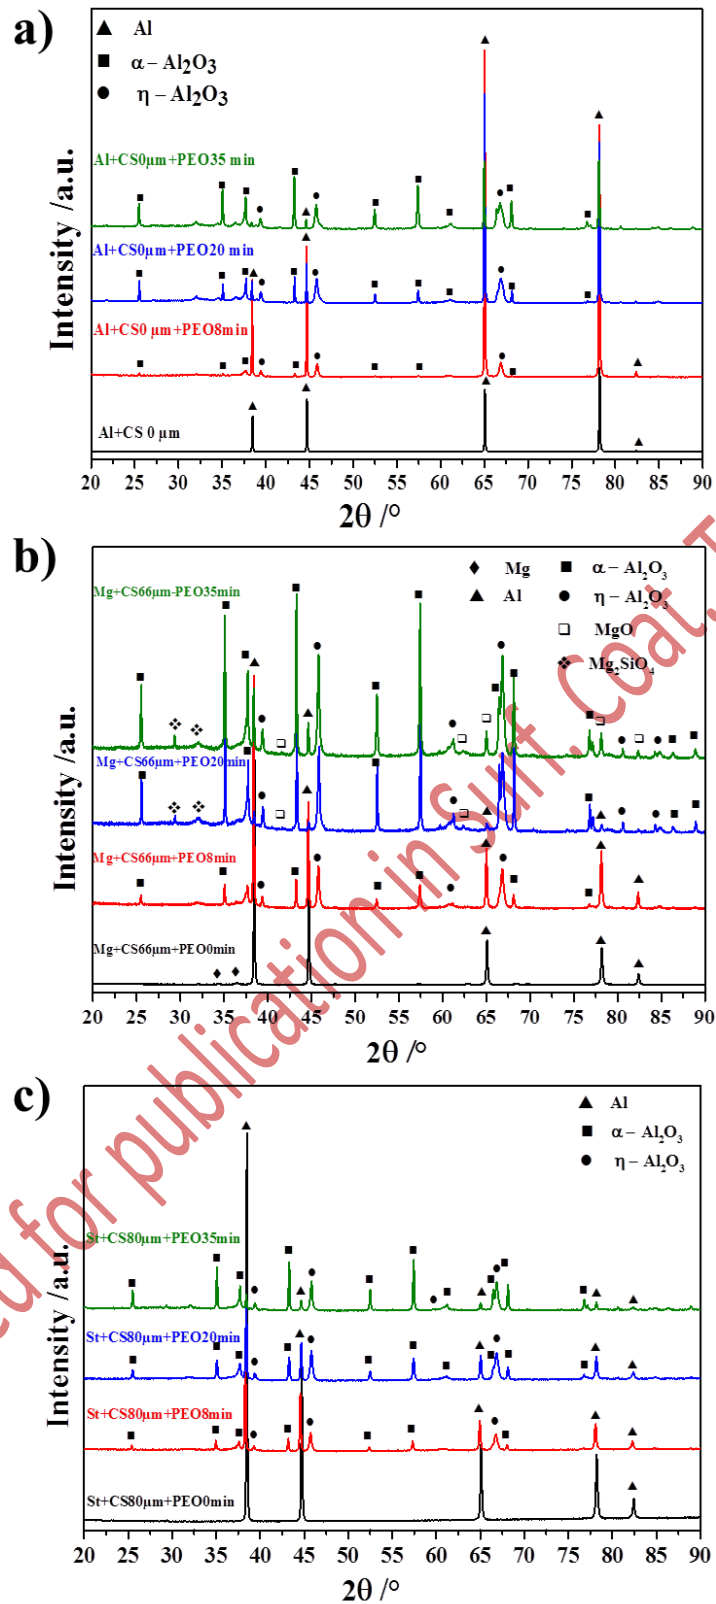 a)
Al
α – Al2O3
η – Al2O3
Al+CS0µm+PEO35 min
Al+CS0µm+PEO20 min
Al+CS0 µm+PEO8min
Al+CS 0 µm
Intensity /a.u.
20 25 30 35 40 45 50 55 60 65 70 75 80 85 90
2θ /°
b)
Mg α – Al2O3
Al η – Al2O3
MgO
Mg2SiO4
Mg+CS66µm-PEO35min
Mg+CS66µm+PEO20min
Mg+CS66µm+PEO8min
Mg+CS66µm+PEO0min
Intensity /a.u.
20 25 30 35 40 45 50 55 60 65 70 75 80 85 90
2θ /°
c)
Al
α – Al2O3
η – Al2O3
St+CS80µm+PEO35min
St+CS80µm+PEO20min
St+CS80µm+PEO8min
St+CS80µm+PEO0min
Intensity /a.u.
20 25 30 35 40 45 50 55 60 65 70 75 80 85 90
2θ /°
for publication in Surf. Coat.